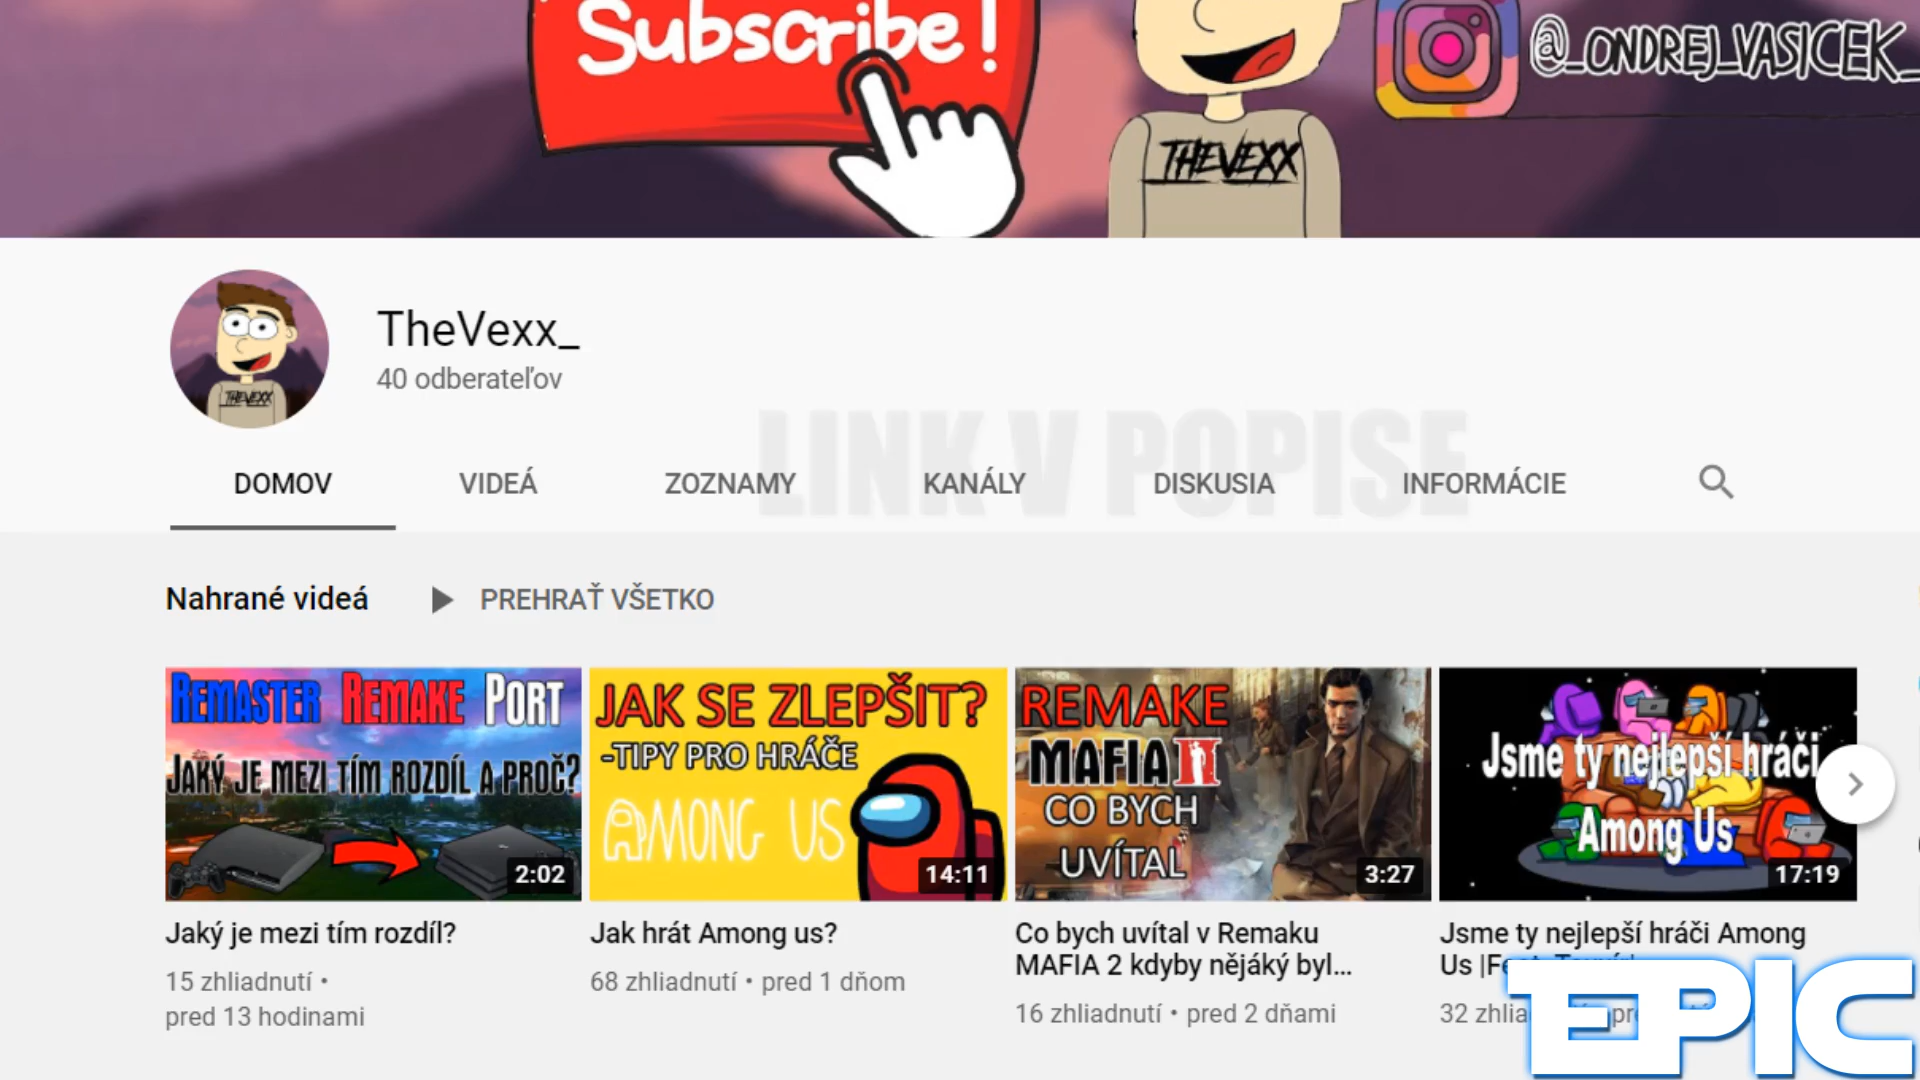 Subscribe!
@_ONDREJ_VASICEK_
THEVEXX
THEVEXX
TheVexx_
40 odberateľov
LINK V POPISE
DOMOV
VIDEÁ
ZOZNAMY
KANÁLY
DISKUSIA
INFORMÁCIE
Nahrané videá
PREHRAŤ VŠETKO
REMASTER REMAKE PORT
JAKÝ JE MEZI TÍM ROZDÍL A PROČ?
2:02
JAK SE ZLEPŠIT?
-TIPY PRO HRÁČE
AMONG US
14:11
REMAKE
MAFIA II
CO BYCH
UVÍTAL
3:27
Jsme ty nejlepší hráči
Among Us
17:19
Jaký je mezi tím rozdíl?
15 zhliadnutí •
pred 13 hodinami
Jak hrát Among us?
68 zhliadnutí • pred 1 dňom
Co bych uvítal v Remaku
MAFIA 2 kdyby nějáký byl...
16 zhliadnutí • pred 2 dňami
Jsme ty nejlepší hráči Among
Us
32
EPIC